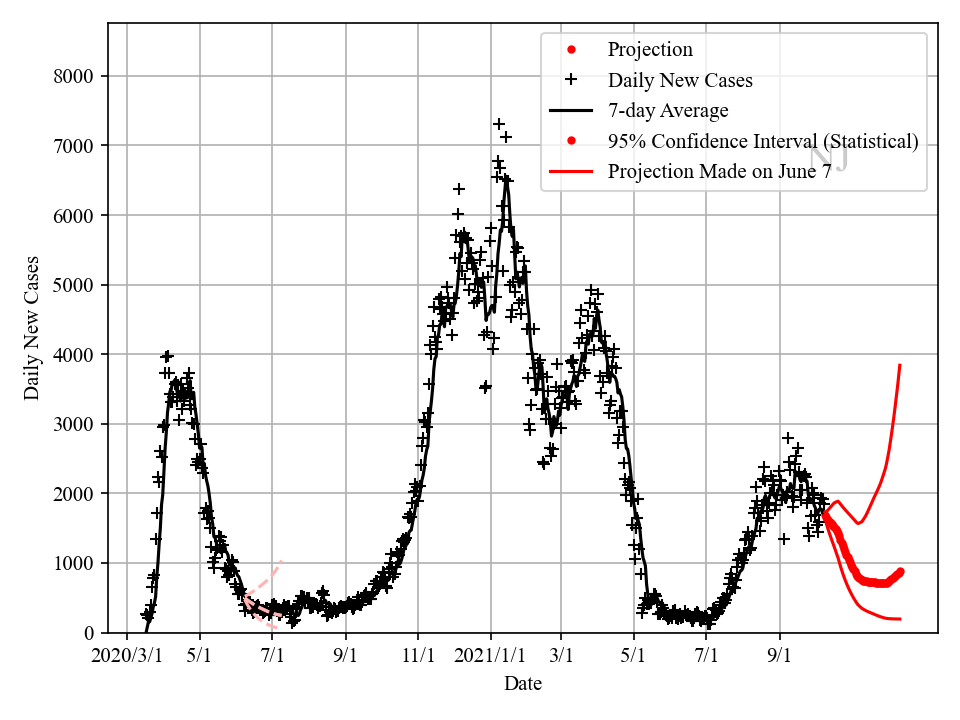 Projection
Daily New Cases
7-day Average
95% Confidence Interval (Statistical)
Projection Made on June 7
NJ
8000
7000
6000
5000
4000
3000
2000
1000
0
Daily New Cases
2020/3/1 5/1 7/1 9/1 11/1 2021/1/1 3/1 5/1 7/1 9/1
Date